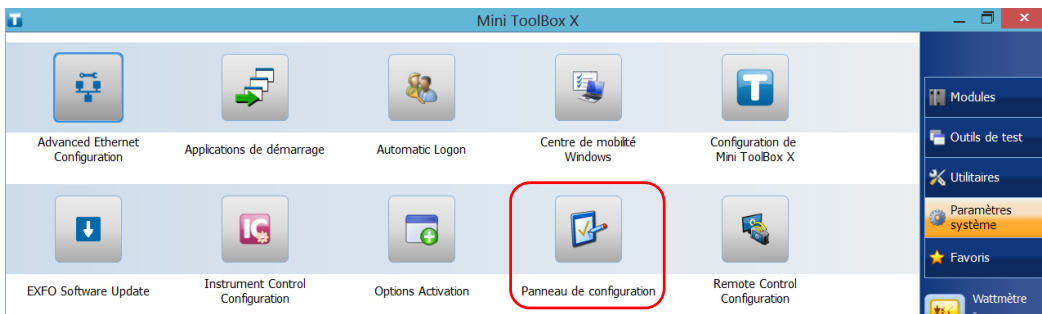 Mini ToolBox X
Advanced Ethernet
Configuration
Applications de démarrage
Automatic Logon
Centre de mobilité
Windows
Configuration de
Mini ToolBox X
EXFO Software Update
IC
Instrument Control
Configuration
Options Activation
Panneau de configuration
Remote Control
Configuration
Modules
Outils de test
Utilitaires
Paramètres
système
Favoris
Wattmètre